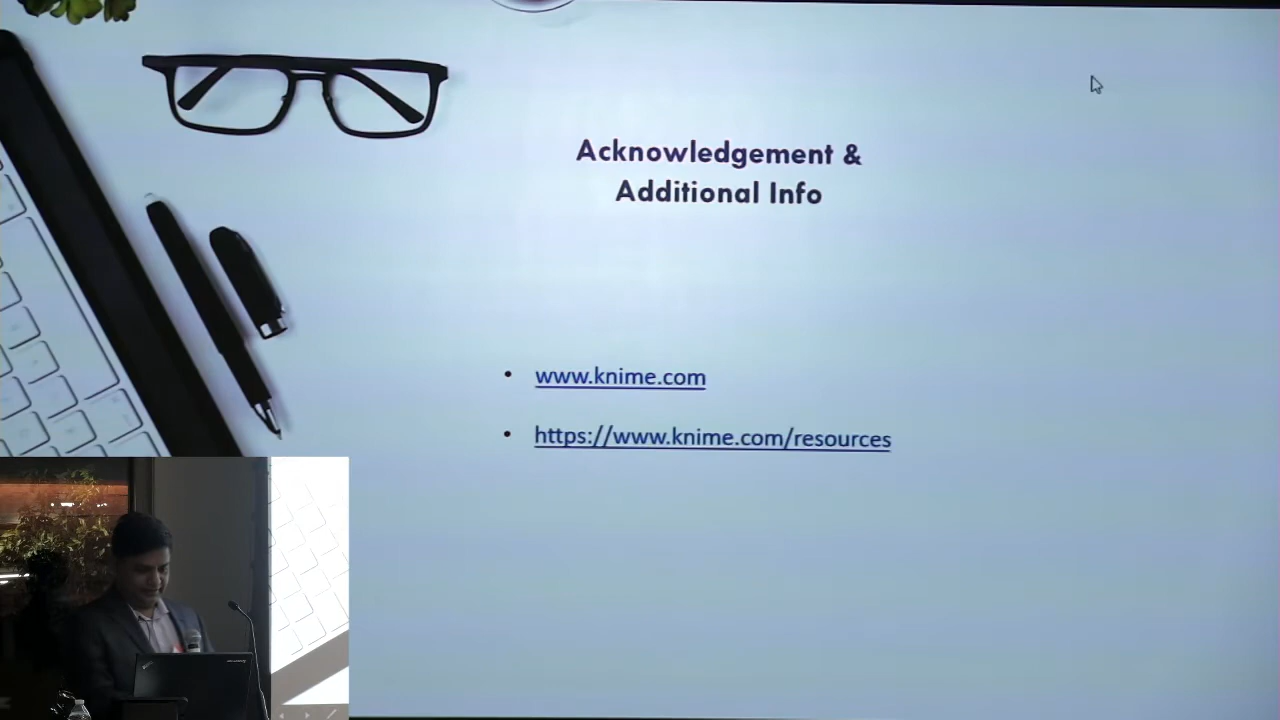 Acknowledgement &
Additional Info
• www.knime.com
• https://www.knime.com/resources